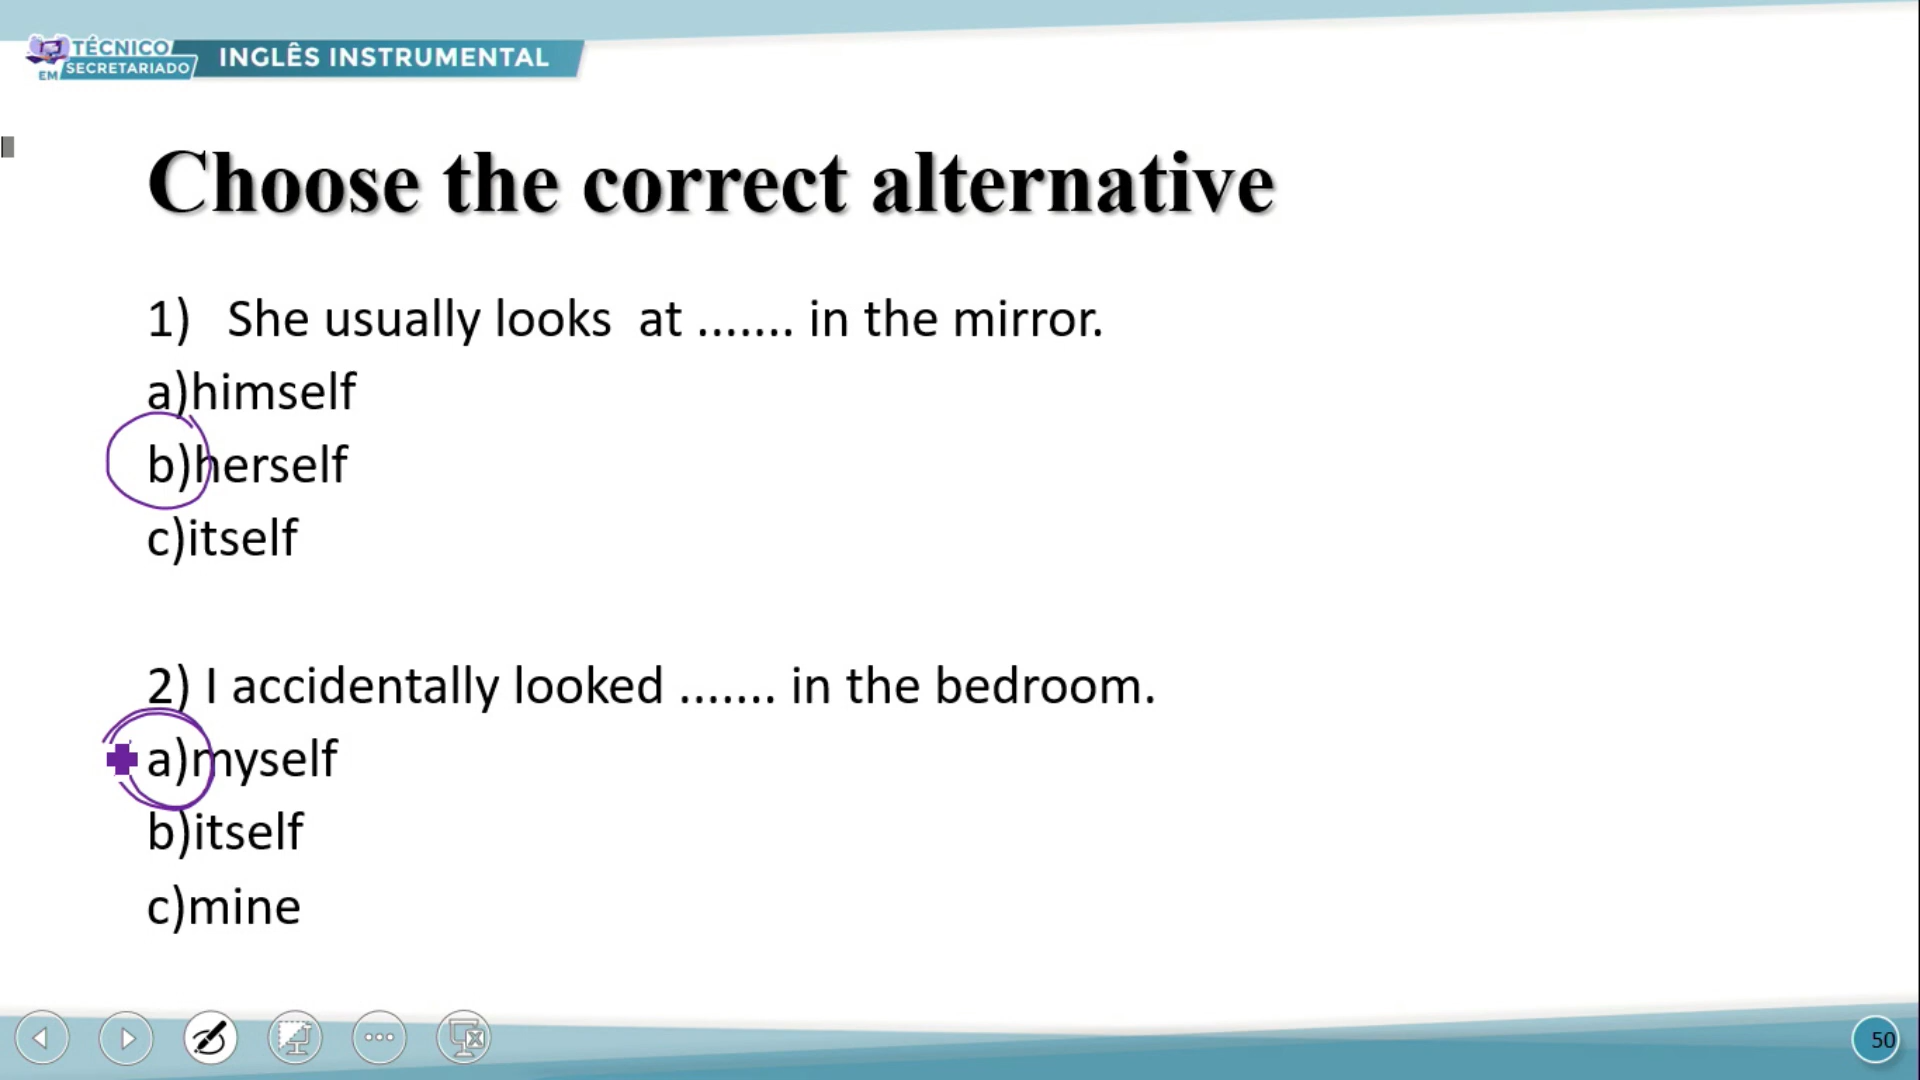 TÉCNICO
EM SECRETARIADO
INGLÊS INSTRUMENTAL
Choose the correct alternative
1) She usually looks at ....... in the mirror.
a)himself
b)herself
c)itself
2) I accidentally looked ....... in the bedroom.
a)myself
b)itself
c)mine
50